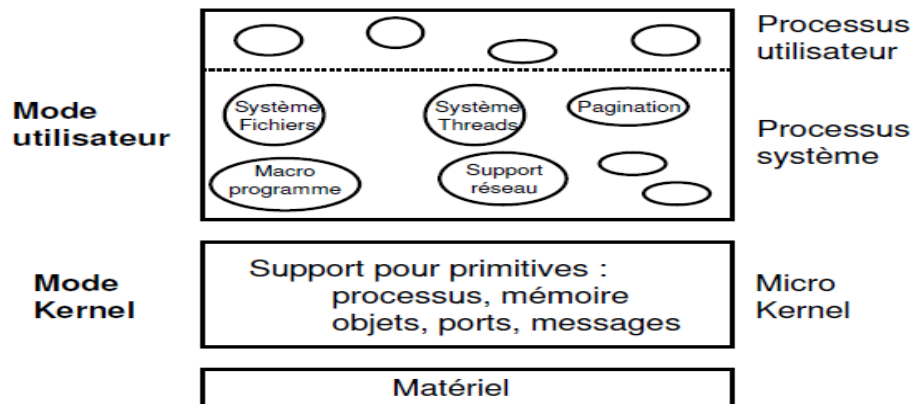 Processus
utilisateur
Mode
utilisateur
Système
Fichiers
Système
Threads
Pagination
Processus
système
Macro
programme
Support
réseau
Mode
Kernel
Support pour primitives :
processus, mémoire
objets, ports, messages
Micro
Kernel
Matériel